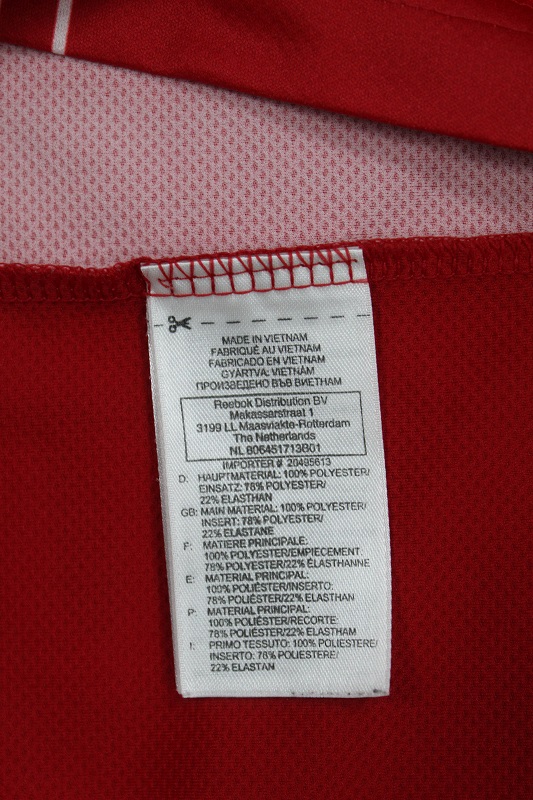 MADE IN VIETNAM
FABRIQUÉ AU VIETNAM
FABRICADO EN VIETNAM
GYÁRTVA: VIETNÁM
ПРОИЗВЕДЕНО ВЪВ ВИЕТНАМ
Reebok Distribution BV
Makassarstraat 1
3199 LL Maasvlakte-Rotterdam
The Netherlands
NL 806451713B01
IMPORTER # 20495613
D: HAUPTMATERIAL: 100% POLYESTER/
EINSATZ: 78% POLYESTER/
22% ELASTHAN
GB: MAIN MATERIAL: 100% POLYESTER/
INSERT: 78% POLYESTER/
22% ELASTANE
F: MATIERE PRINCIPALE:
100% POLYESTER/EMPIECEMENT:
78% POLYESTER/22% ÉLASTHANNE
E: MATERIAL PRINCIPAL:
100% POLIÉSTER/INSERTO:
78% POLIÉSTER/22% ELASTAN
P: MATERIAL PRINCIPAL:
100% POLIÉSTER/RECORTE:
78% POLIÉSTER/22% ELASTHAM
I: PRIMO TESSUTO: 100% POLIESTERE/
INSERTO: 78% POLIESTERE/
22% ELASTAN